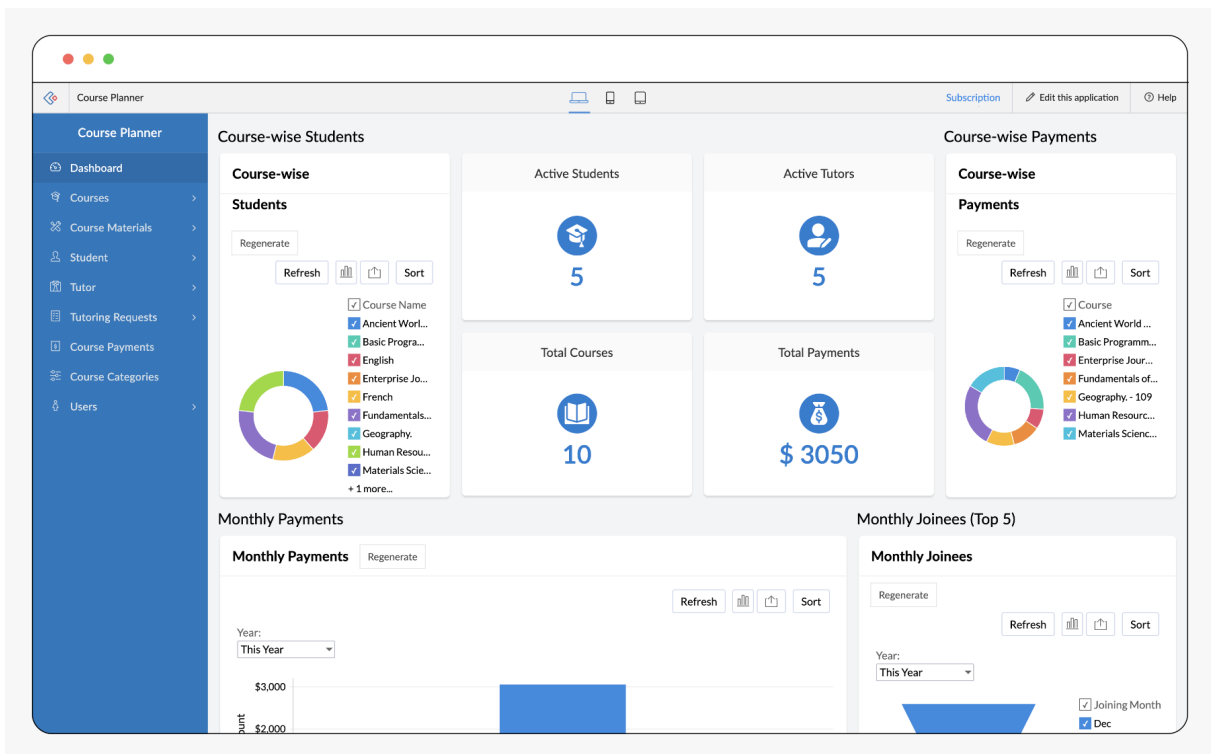 Course Planner
Subscription
Edit this application
Help
Course Planner
Dashboard
Courses
Course Materials
Student
Tutor
Tutoring Requests
Course Payments
Course Categories
Users
Course-wise Students
Course-wise
Students
Regenerate
Refresh
Sort
Course Name
Ancient Worl...
Basic Progra...
English
Enterprise Jo...
French
Fundamentals...
Geography.
Human Resou...
Materials Scie...
+ 1 more...
Active Students
5
Active Tutors
5
Total Courses
10
Total Payments
$ 3050
Course-wise Payments
Course-wise
Payments
Regenerate
Refresh
Sort
Course
Ancient World ...
Basic Programm...
Enterprise Jour...
Fundamentals of...
Geography. - 109
Human Resourc...
Materials Scienc...
Monthly Payments
Monthly Payments
Regenerate
Refresh
Sort
Year:
This Year
$3,000
$2,000
Monthly Joinees (Top 5)
Monthly Joinees
Regenerate
Refresh
Sort
Year:
This Year
Joining Month
Dec